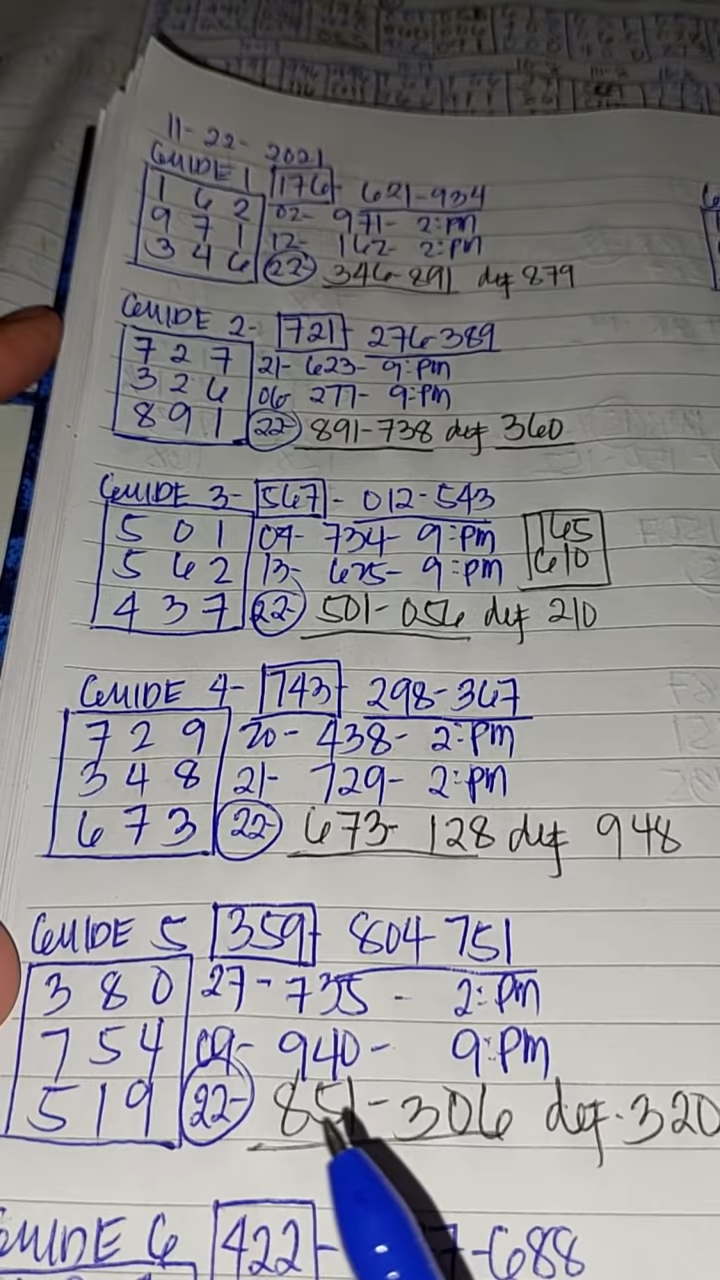 11-22-2021
GUIDE 1 176- 621-934
1 6 2 02- 971- 2:PM
9 7 1 12- 162- 2:PM
3 4 6 22- 346-891 def 879
GUIDE 2- 721- 276-389
7 2 7 21- 623- 9:PM
3 2 6 06- 277- 9:PM
8 9 1 22- 891-738 def 360
GUIDE 3- 567- 012-543
5 0 1 09- 734- 9:PM 165
5 6 2 13- 625- 9:PM 610
4 3 7 22- 501-056 def 210
GUIDE 4- 743- 298-367
7 2 9 20- 438- 2:PM
3 4 8 21- 729- 2:PM
6 7 3 22- 673- 128 def 948
GUIDE 5 359- 804-751
3 8 0 27- 735- 2:PM
7 5 4 09- 940- 9:PM
5 1 9 22- 851-306 def. 320
GUIDE 6 422- 7-688